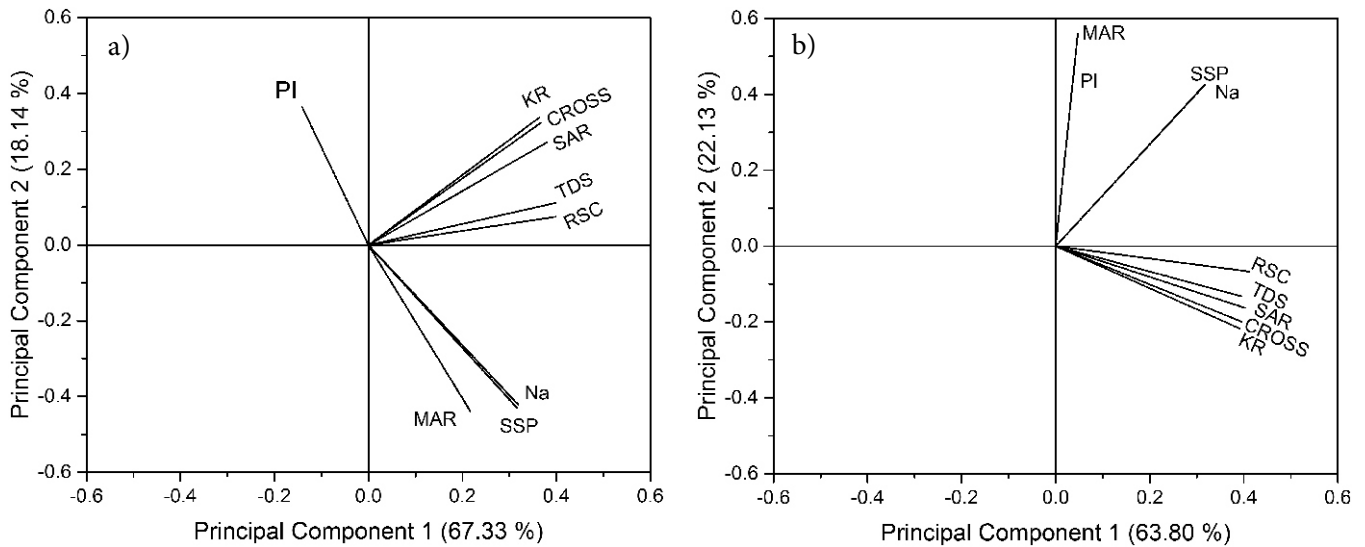 a)
0.6
0.4
0.2
0.0
-0.2
-0.4
-0.6
Principal Component 2 (18.14 %)
PI
KR
CROSS
SAR
TDS
RSC
Na
MAR
SSP
-0.6
-0.4
-0.2
0.0
0.2
0.4
0.6
Principal Component 1 (67.33 %)
b)
0.6
0.4
0.2
0.0
-0.2
-0.4
-0.6
Principal Component 2 (22.13 %)
MAR
PI
SSP
Na
RSC
TDS
SAR
CROSS
KR
-0.6
-0.4
-0.2
0.0
0.2
0.4
0.6
Principal Component 1 (63.80 %)